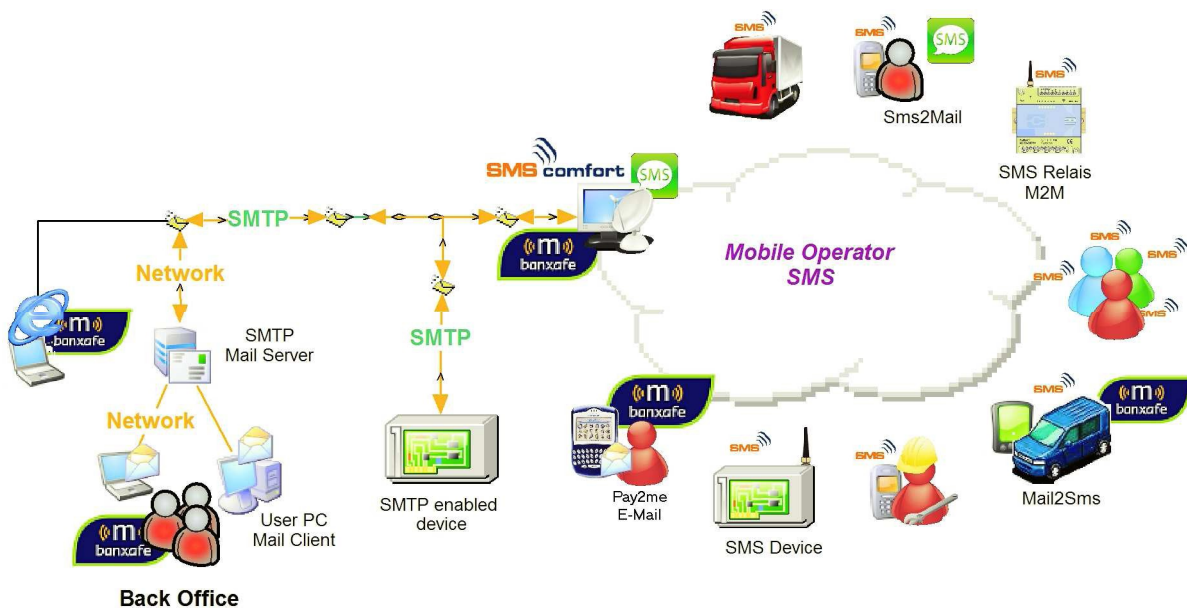 SMS
SMS
SMS
Sms2Mail
SMS
SMS Relais
M2M
SMS comfort
SMS
SMTP
m
banxafe
Mobile Operator
SMS
Network
SMS
SMS
SMS
SMS
m
banxafe
SMTP
Mail Server
SMTP
Network
m
banxafe
SMS
m
banxafe
SMS
SMS
Pay2me
E-Mail
SMS Device
Mail2Sms
SMTP enabled
device
User PC
Mail Client
m
banxafe
Back Office